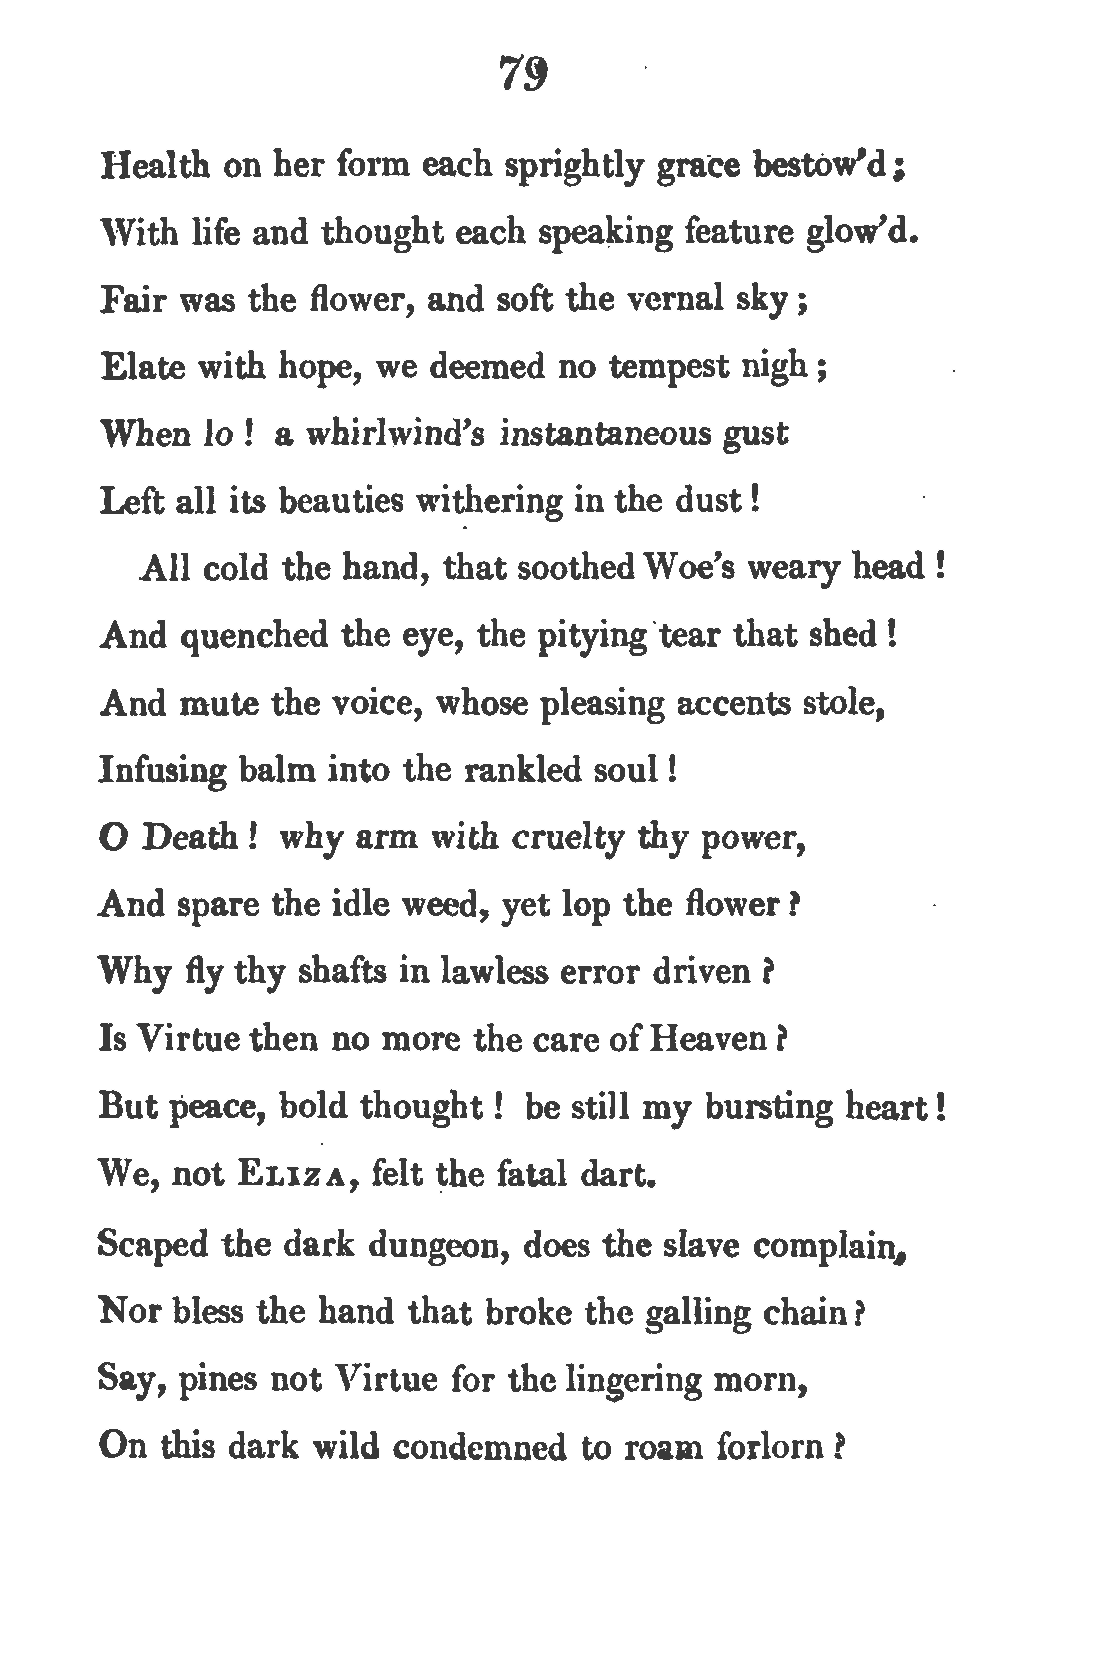 79
Health on her form each sprightly grace bestow'd;
With life and thought each speaking feature glow'd.
Fair was the flower, and soft the vernal sky;
Elate with hope, we deemed no tempest nigh;
When lo! a whirlwind's instantaneous gust
Left all its beauties withering in the dust!
All cold the hand, that soothed Woe's weary head!
And quenched the eye, the pitying tear that shed!
And mute the voice, whose pleasing accents stole,
Infusing balm into the rankled soul!
O Death! why arm with cruelty thy power,
And spare the idle weed, yet lop the flower?
Why fly thy shafts in lawless error driven?
Is Virtue then no more the care of Heaven?
But peace, bold thought! be still my bursting heart!
We, not ELIZA, felt the fatal dart.
Scaped the dark dungeon, does the slave complain,
Nor bless the hand that broke the galling chain?
Say, pines not Virtue for the lingering morn,
On this dark wild condemned to roam forlorn?